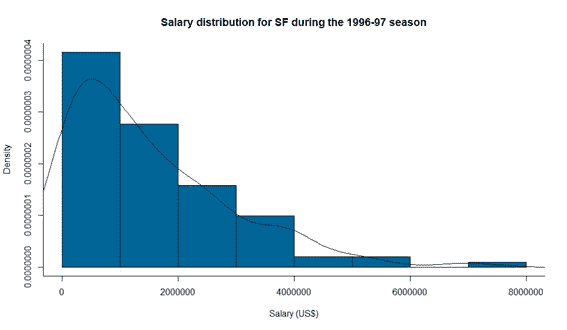 Salary distribution for SF during the 1996-97 season
Density
0.0000004
0.0000003
0.0000002
0.0000001
0.0000000
0 2000000 4000000 6000000 8000000
Salary (US$)